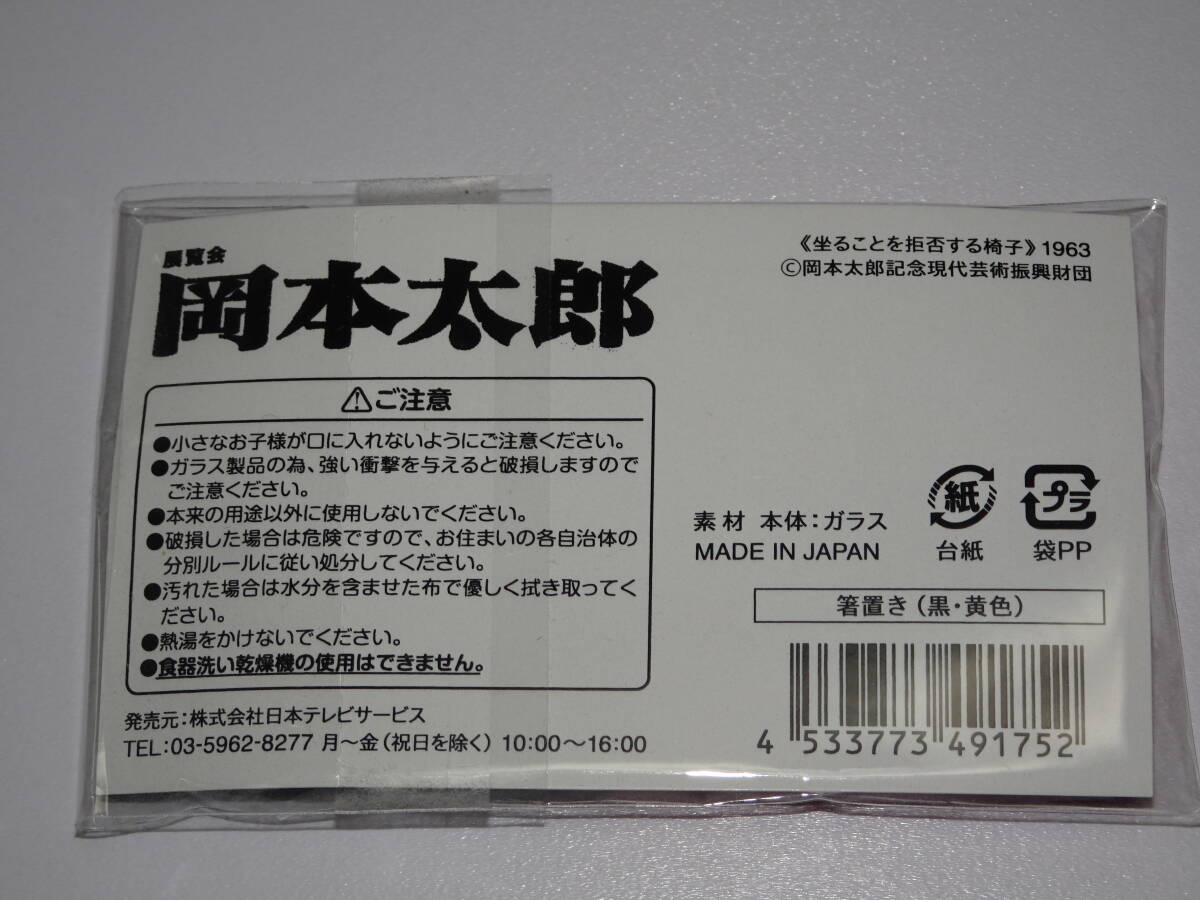 展覧会
岡本太郎
《坐ることを拒否する椅子》1963
©岡本太郎記念現代芸術振興財団
⚠ご注意
●小さなお子様が口に入れないようにご注意ください。
●ガラス製品の為、強い衝撃を与えると破損しますので
ご注意ください。
●本来の用途以外に使用しないでください。
●破損した場合は危険ですので、お住まいの各自治体の
分別ルールに従い処分してください。
●汚れた場合は水分を含ませた布で優しく拭き取ってく
ださい。
●熱湯をかけないでください。
●食器洗い乾燥機の使用はできません。
発売元:株式会社日本テレビサービス
TEL:03-5962-8277 月〜金(祝日を除く) 10:00〜16:00
素材 本体:ガラス
MADE IN JAPAN
紙
台紙
プラ
袋PP
箸置き(黒・黄色)
4 533773 491752